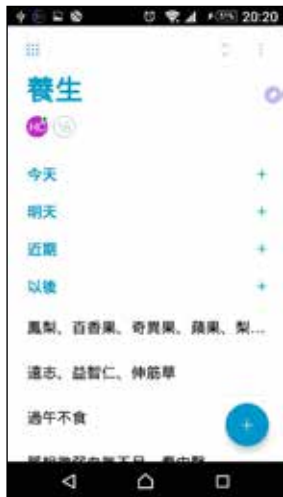 20:20
養生
HC
今天
明天
近期
以後
鳳梨、百香果、奇異果、蘋果、梨...
遠志、益智仁、伸筋草
過午不食